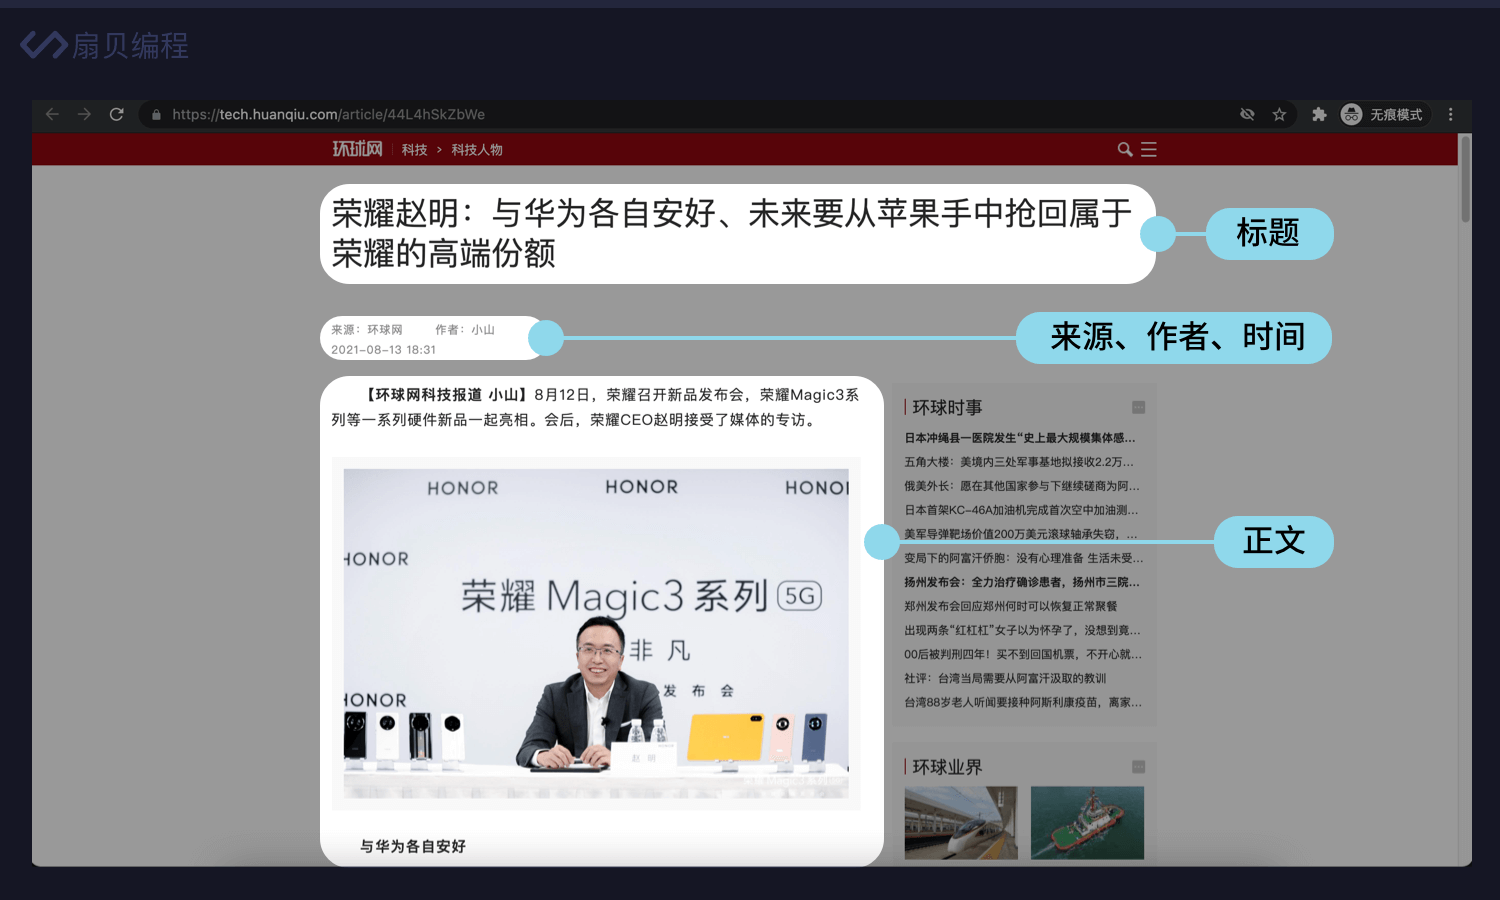 扇贝编程
https://tech.huanqiu.com/article/44L4hSkZbWe
无痕模式
环球网 科技 > 科技人物
荣耀赵明：与华为各自安好、未来要从苹果手中抢回属于
荣耀的高端份额
标题
来源：环球网 作者：小山
2021-08-13 18:31
来源、作者、时间
【环球网科技报道 小山】8月12日，荣耀召开新品发布会，荣耀Magic3系
列等一系列硬件新品一起亮相。会后，荣耀CEO赵明接受了媒体的专访。
HONOR HONOR HONOR
HONOR
荣耀 Magic3 系列 5G
非凡
发布会
HONOR
赵 明
正文
与华为各自安好
环球时事
日本冲绳县一医院发生“史上最大规模集体感...
五角大楼：美境内三处军事基地拟接收2.2万...
俄美外长：愿在其他国家参与下继续磋商为阿...
日本首架KC-46A加油机完成首次空中加油测...
美军导弹靶场价值200万美元滚球轴承失窃，...
变局下的阿富汗侨胞：没有心理准备 生活未受...
扬州发布会：全力治疗确诊患者，扬州市三院...
郑州发布会回应郑州何时可以恢复正常聚餐
出现两条“红杠杠”女子以为怀孕了，没想到竟...
00后被判刑四年！买不到回国机票，不开心就...
社评：台湾当局需要从阿富汗汲取的教训
台湾88岁老人听闻要接种阿斯利康疫苗，离家...
环球业界